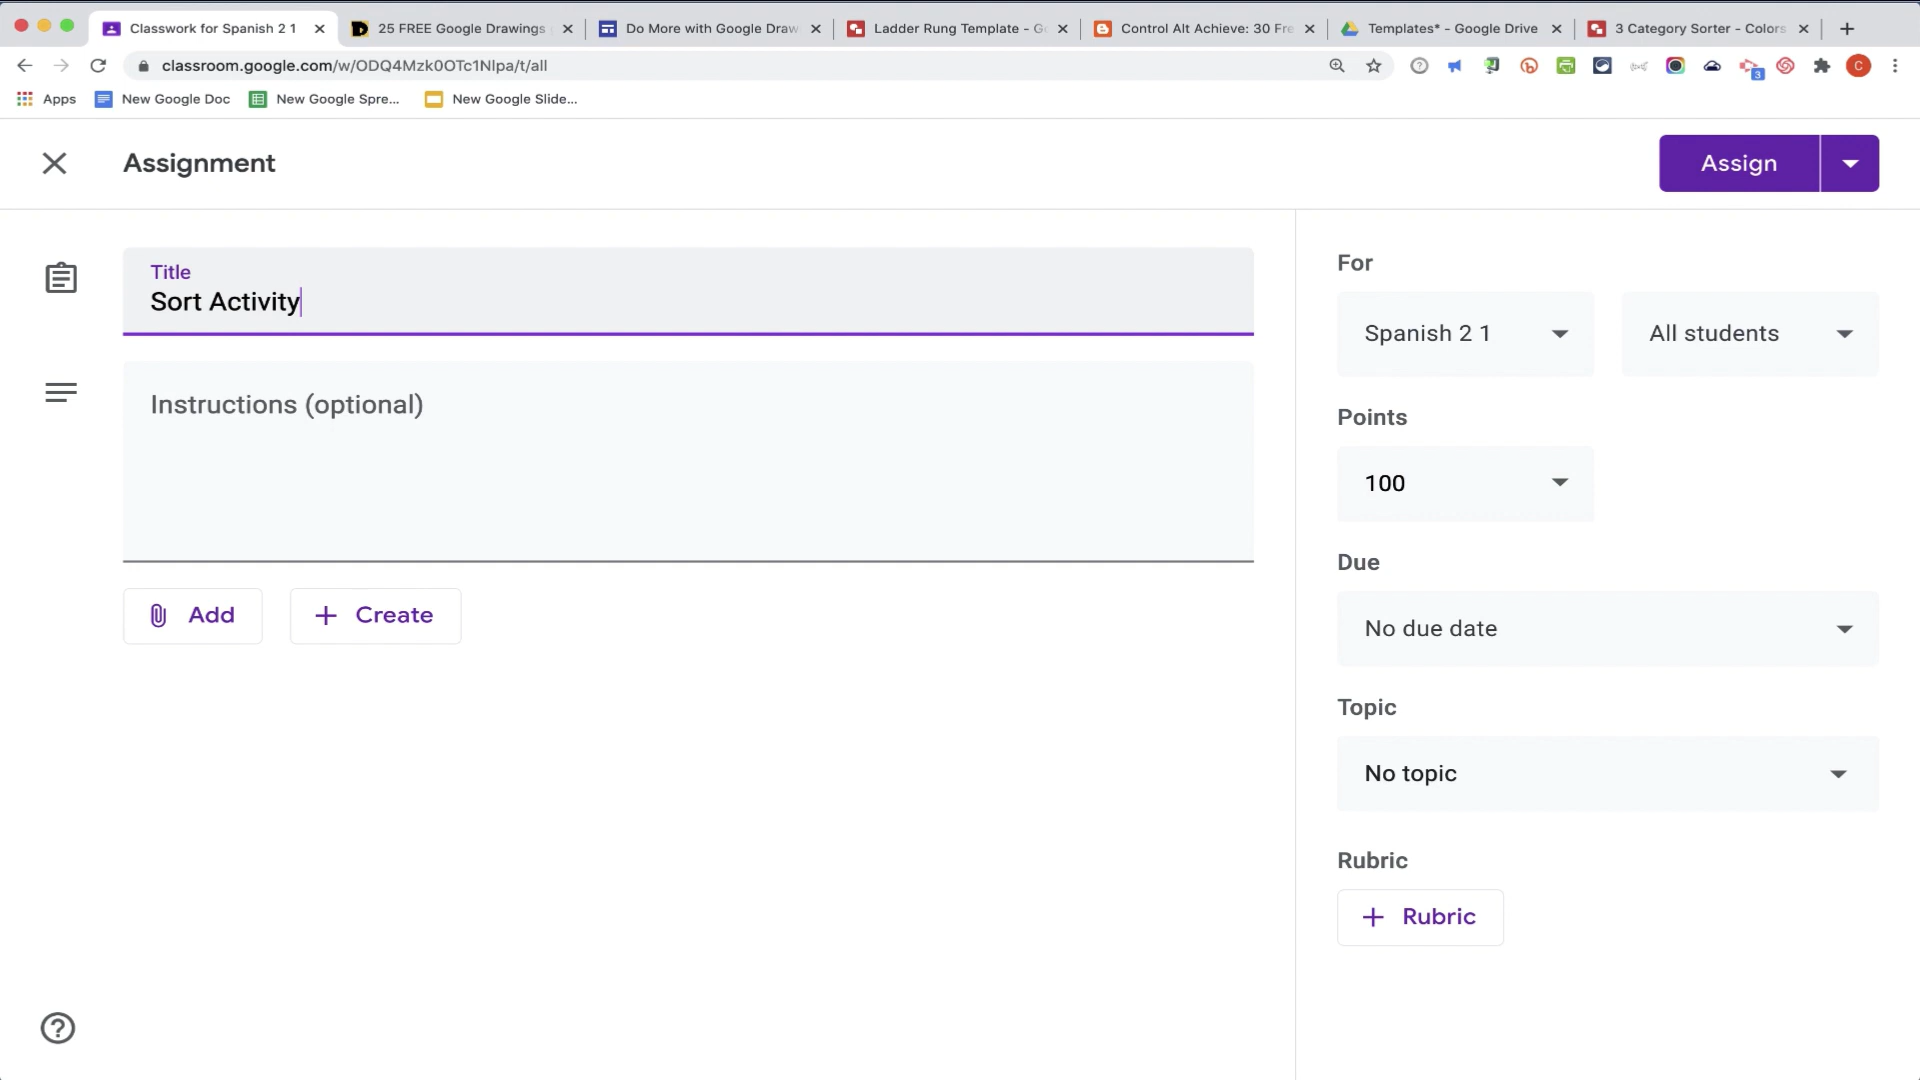 Classwork for Spanish 2 1
25 FREE Google Drawings
Do More with Google Draw
Ladder Rung Template - Go
Control Alt Achieve: 30 Fre
Templates* - Google Drive
3 Category Sorter - Colors
classroom.google.com/w/ODQ4Mzk0OTc1NIpa/t/all
3
C
Apps
New Google Doc
New Google Spre...
New Google Slide...
Assignment
Assign
Title
Sort Activity
Instructions (optional)
Add
Create
For
Spanish 2 1
All students
Points
100
Due
No due date
Topic
No topic
Rubric
Rubric